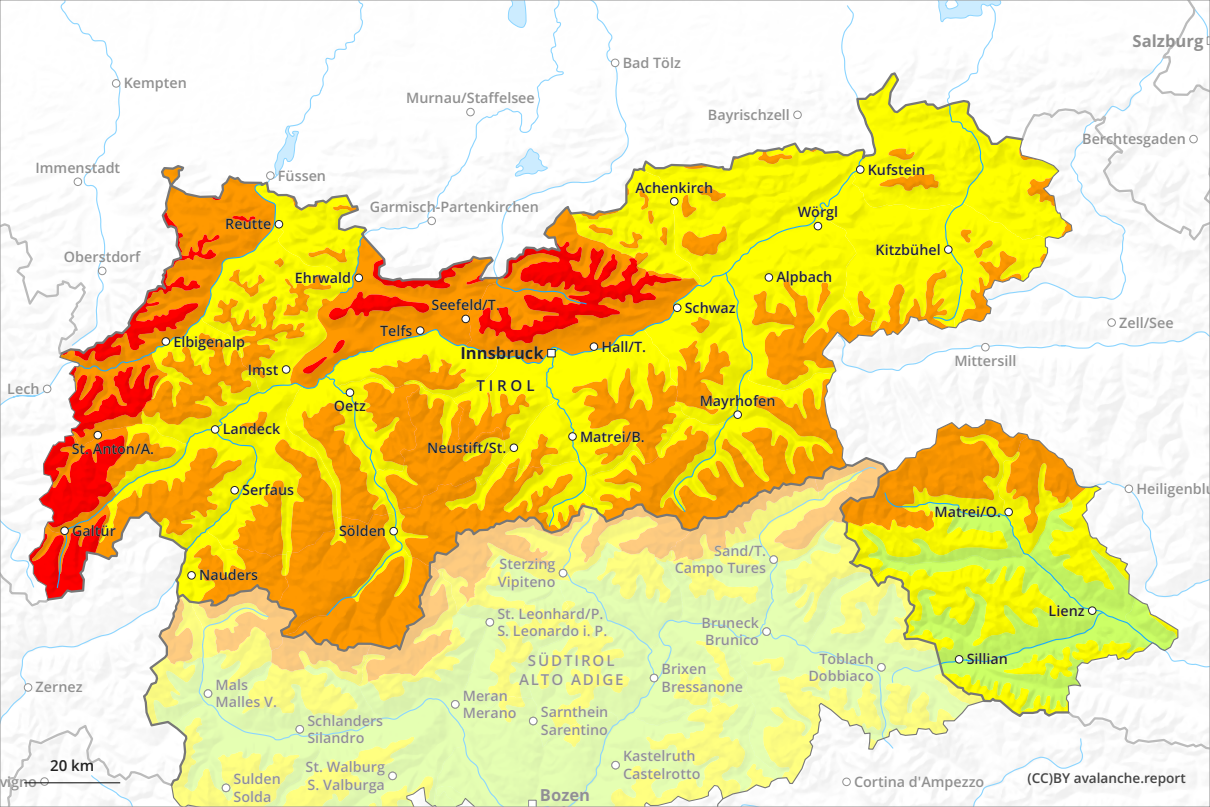 Salzburg
Bad Tölz
Kempten
Murnau/Staffelsee
Bayrischzell
Berchtesgaden
Immenstadt
Füssen
Kufstein
Achenkirch
Garmisch-Partenkirchen
Wörgl
Reutte
Oberstdorf
Kitzbühel
Ehrwald
Alpbach
Seefeld/T.
Schwaz
Telfs
Zell/See
Elbigenalp
Innsbruck
Hall/T.
Mittersill
Imst
TIROL
Lech
Oetz
Mayrhofen
Landeck
Matrei/B.
St. Anton/A.
Neustift/St.
Serfaus
Heiligenblu
Matrei/O.
Galtür
Sölden
Sand/T.
Campo Tures
Sterzing
Vipiteno
Nauders
Lienz
St. Leonhard/P.
S. Leonardo i. P.
Bruneck
Brunico
SÜDTIROL
ALTO ADIGE
Toblach
Dobbiaco
Sillian
Brixen
Bressanone
Zernez
Mals
Malles V.
Meran
Merano
Sarnthein
Sarentino
Schlanders
Silandro
Kastelruth
Castelrotto
St. Walburg
S. Valburga
20 km
vigno
Sulden
Solda
Cortina d'Ampezzo
(CC)BY avalanche.report
Bozen